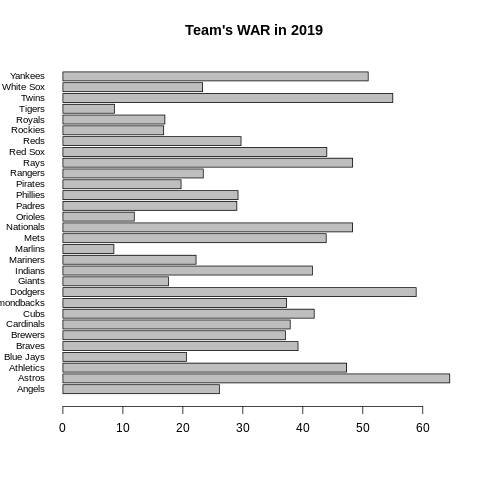 Team's WAR in 2019
Yankees
White Sox
Twins
Tigers
Royals
Rockies
Reds
Red Sox
Rays
Rangers
Pirates
Phillies
Padres
Orioles
Nationals
Mets
Marlins
Mariners
Indians
Giants
Dodgers
mondbacks
Cubs
Cardinals
Brewers
Braves
Blue Jays
Athletics
Astros
Angels
0 10 20 30 40 50 60